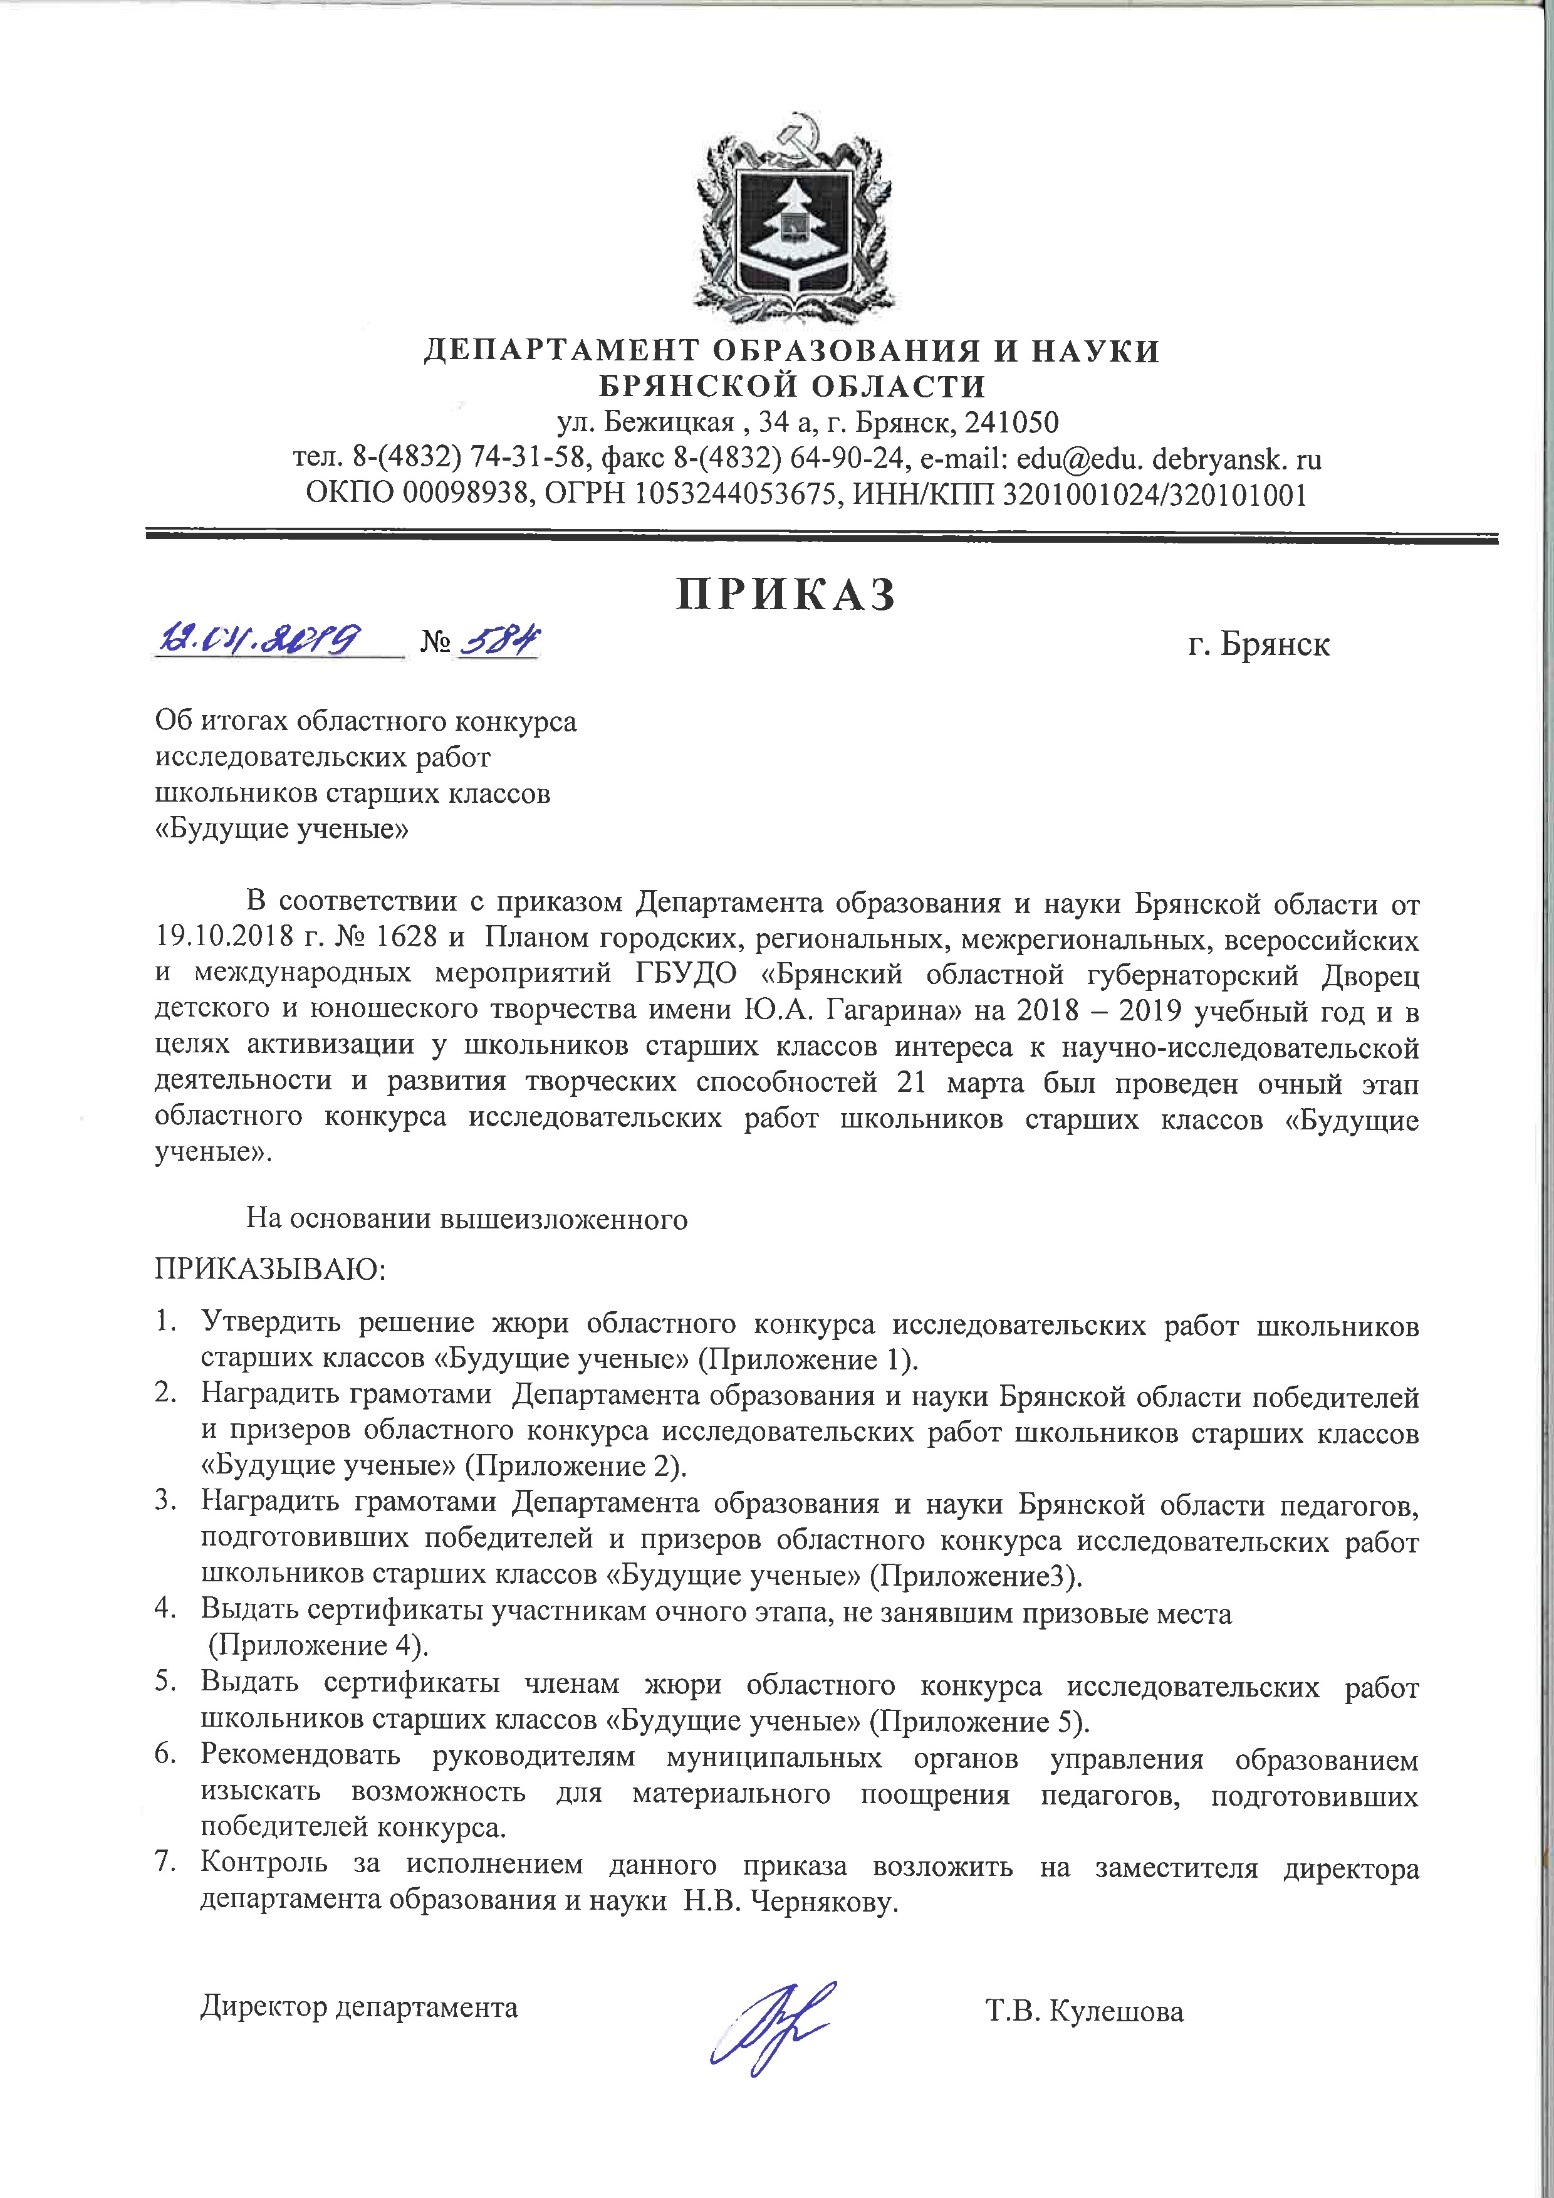 ДЕПАРТАМЕНТ ОБРАЗОВАНИЯ И НАУКИ
БРЯНСКОЙ ОБЛАСТИ
ул. Бежицкая , 34 а, г. Брянск, 241050
тел. 8-(4832) 74-31-58, факс 8-(4832) 64-90-24, e-mail: edu@edu. debryansk. ru
ОКПО 00098938, ОГРН 1053244053675, ИНН/КПП 3201001024/320101001
ПРИКАЗ
12.04.2019 № 584 г. Брянск
Об итогах областного конкурса
исследовательских работ
школьников старших классов
«Будущие ученые»
В соответствии с приказом Департамента образования и науки Брянской области от
19.10.2018 г. № 1628 и Планом городских, региональных, межрегиональных, всероссийских
и международных мероприятий ГБУДО «Брянский областной губернаторский Дворец
детского и юношеского творчества имени Ю.А. Гагарина» на 2018 – 2019 учебный год и в
целях активизации у школьников старших классов интереса к научно-исследовательской
деятельности и развития творческих способностей 21 марта был проведен очный этап
областного конкурса исследовательских работ школьников старших классов «Будущие
ученые».
На основании вышеизложенного
ПРИКАЗЫВАЮ:
1. Утвердить решение жюри областного конкурса исследовательских работ школьников
старших классов «Будущие ученые» (Приложение 1).
2. Наградить грамотами Департамента образования и науки Брянской области победителей
и призеров областного конкурса исследовательских работ школьников старших классов
«Будущие ученые» (Приложение 2).
3. Наградить грамотами Департамента образования и науки Брянской области педагогов,
подготовивших победителей и призеров областного конкурса исследовательских работ
школьников старших классов «Будущие ученые» (Приложение3).
4. Выдать сертификаты участникам очного этапа, не занявшим призовые места
(Приложение 4).
5. Выдать сертификаты членам жюри областного конкурса исследовательских работ
школьников старших классов «Будущие ученые» (Приложение 5).
6. Рекомендовать руководителям муниципальных органов управления образованием
изыскать возможность для материального поощрения педагогов, подготовивших
победителей конкурса.
7. Контроль за исполнением данного приказа возложить на заместителя директора
департамента образования и науки Н.В. Чернякову.
Директор департамента Т.В. Кулешова